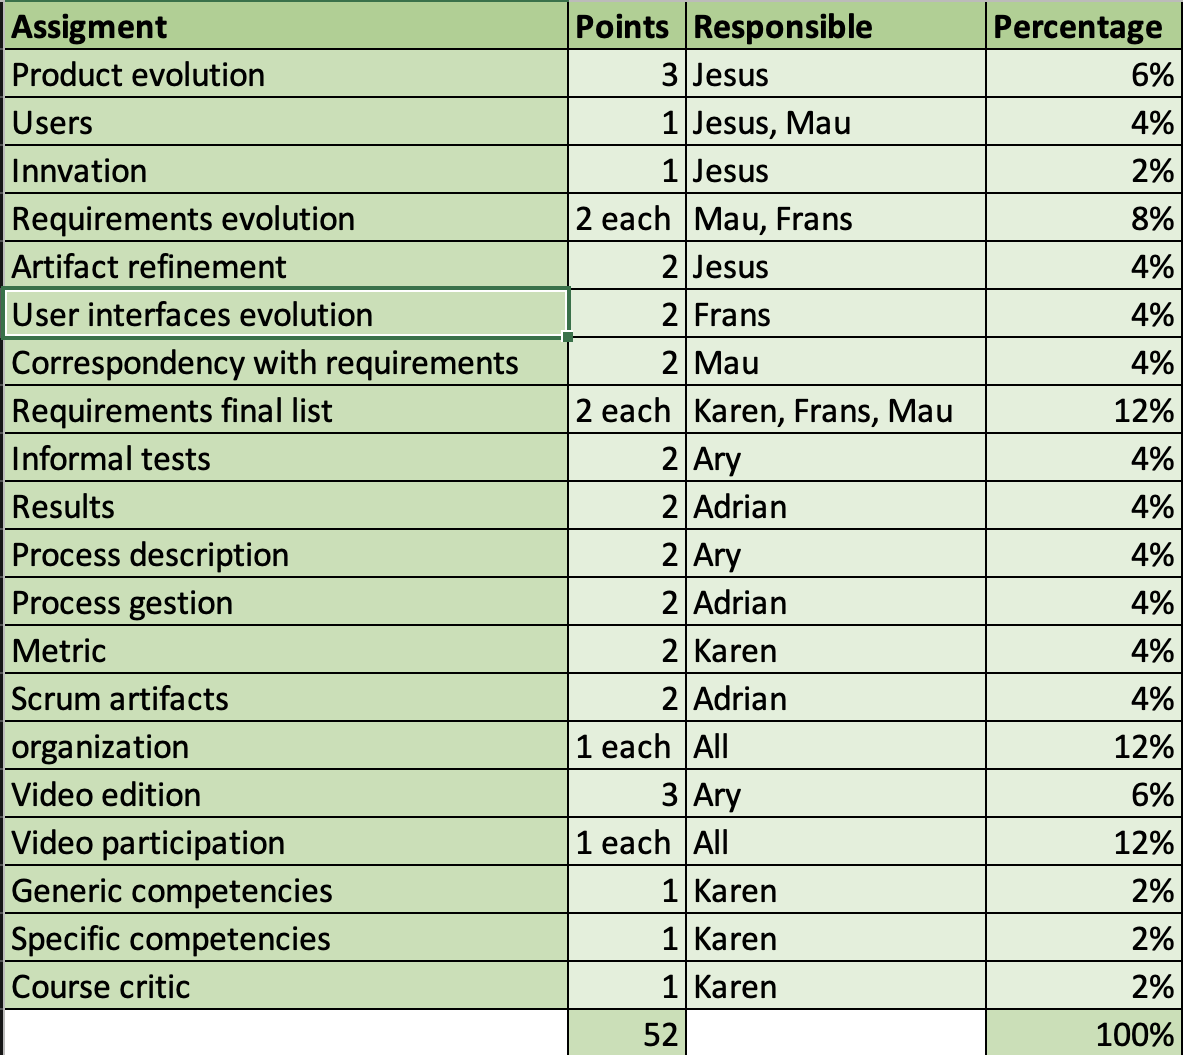 Assigment Points Responsible Percentage
Product evolution 3 Jesus 6%
Users 1 Jesus, Mau 4%
Innvation 1 Jesus 2%
Requirements evolution 2 each Mau, Frans 8%
Artifact refinement 2 Jesus 4%
User interfaces evolution 2 Frans 4%
Correspondency with requirements 2 Mau 4%
Requirements final list 2 each Karen, Frans, Mau 12%
Informal tests 2 Ary 4%
Results 2 Adrian 4%
Process description 2 Ary 4%
Process gestion 2 Adrian 4%
Metric 2 Karen 4%
Scrum artifacts 2 Adrian 4%
organization 1 each All 12%
Video edition 3 Ary 6%
Video participation 1 each All 12%
Generic competencies 1 Karen 2%
Specific competencies 1 Karen 2%
Course critic 1 Karen 2%
52 100%